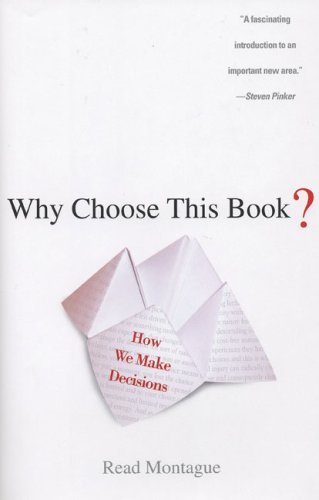 "A fascinating
introduction to an
important new area."
—Steven Pinker
Why Choose This Book?
How
We Make
Decisions
Read Montague